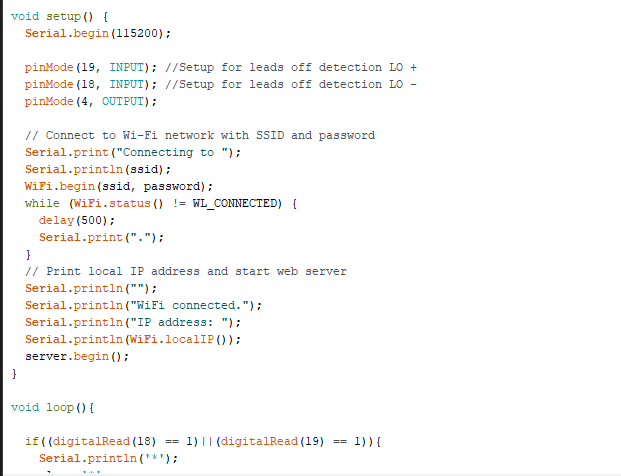 void setup() {
  Serial.begin(115200);

  pinMode(19, INPUT); //Setup for leads off detection LO +
  pinMode(18, INPUT); //Setup for leads off detection LO -
  pinMode(4, OUTPUT);

  // Connect to Wi-Fi network with SSID and password
  Serial.print("Connecting to ");
  Serial.println(ssid);
  WiFi.begin(ssid, password);
  while (WiFi.status() != WL_CONNECTED) {
    delay(500);
    Serial.print(".");
  }
  // Print local IP address and start web server
  Serial.println("");
  Serial.println("WiFi connected.");
  Serial.println("IP address: ");
  Serial.println(WiFi.localIP());
  server.begin();
}

void loop(){

  if((digitalRead(18) == 1)||(digitalRead(19) == 1)){
    Serial.println('*');